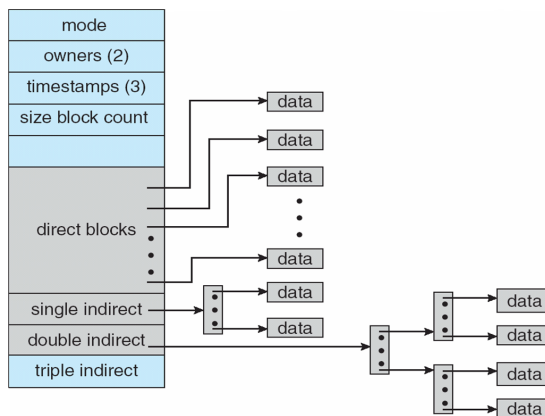 mode
owners (2)
timestamps (3)
size block count
direct blocks
single indirect
double indirect
triple indirect
data
data
data
data
data
data
data
data
data
data